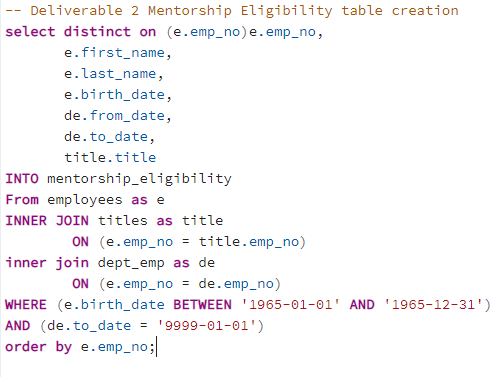 -- Deliverable 2 Mentorship Eligibility table creation
select distinct on (e.emp_no)e.emp_no,
e.first_name,
e.last_name,
e.birth_date,
de.from_date,
de.to_date,
title.title
INTO mentorship_eligibility
From employees as e
INNER JOIN titles as title
ON (e.emp_no = title.emp_no)
inner join dept_emp as de
ON (e.emp_no = de.emp_no)
WHERE (e.birth_date BETWEEN '1965-01-01' AND '1965-12-31')
AND (de.to_date = '9999-01-01')
order by e.emp_no;